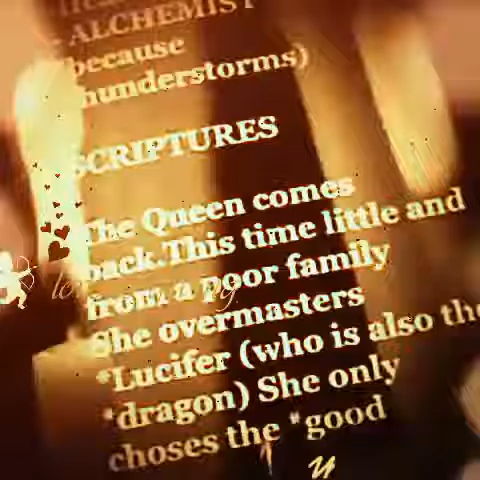 ALCHEMIST
because
thunderstorms)
SCRIPTURES
The Queen comes
back.This time little and
from a poor family
She overmasters
*Lucifer (who is also the
*dragon) She only
choses the *good